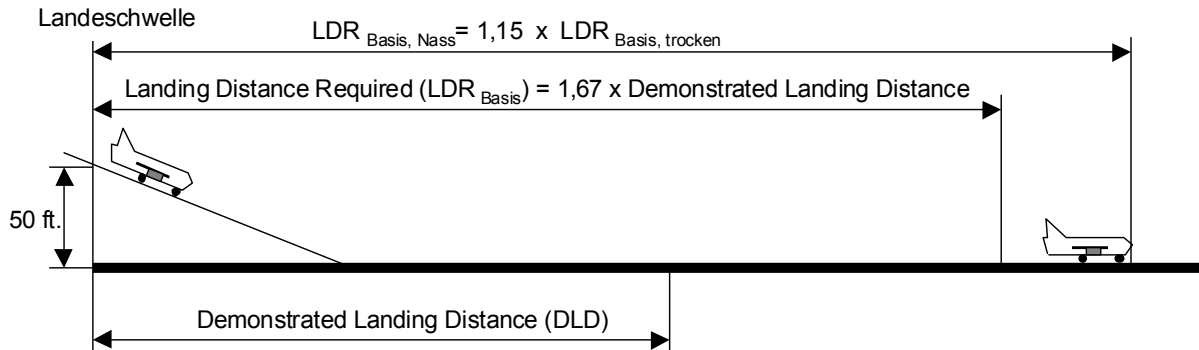 Landeschwelle
LDR Basis, Nass= 1,15 x LDR Basis, trocken
Landing Distance Required (LDR Basis) = 1,67 x Demonstrated Landing Distance
50 ft.
Demonstrated Landing Distance (DLD)